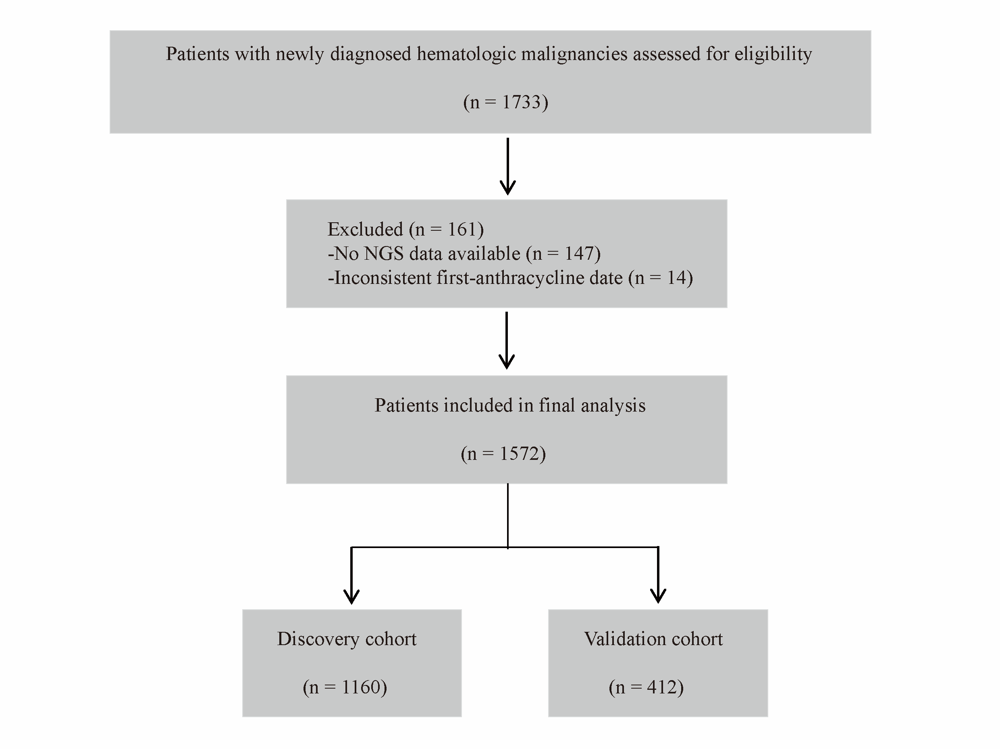 Patients with newly diagnosed hematologic malignancies assessed for eligibility
(n = 1733)
Excluded (n = 161)
-No NGS data available (n = 147)
-Inconsistent first-anthracycline date (n = 14)
Patients included in final analysis
(n = 1572)
Discovery cohort
(n = 1160)
Validation cohort
(n = 412)